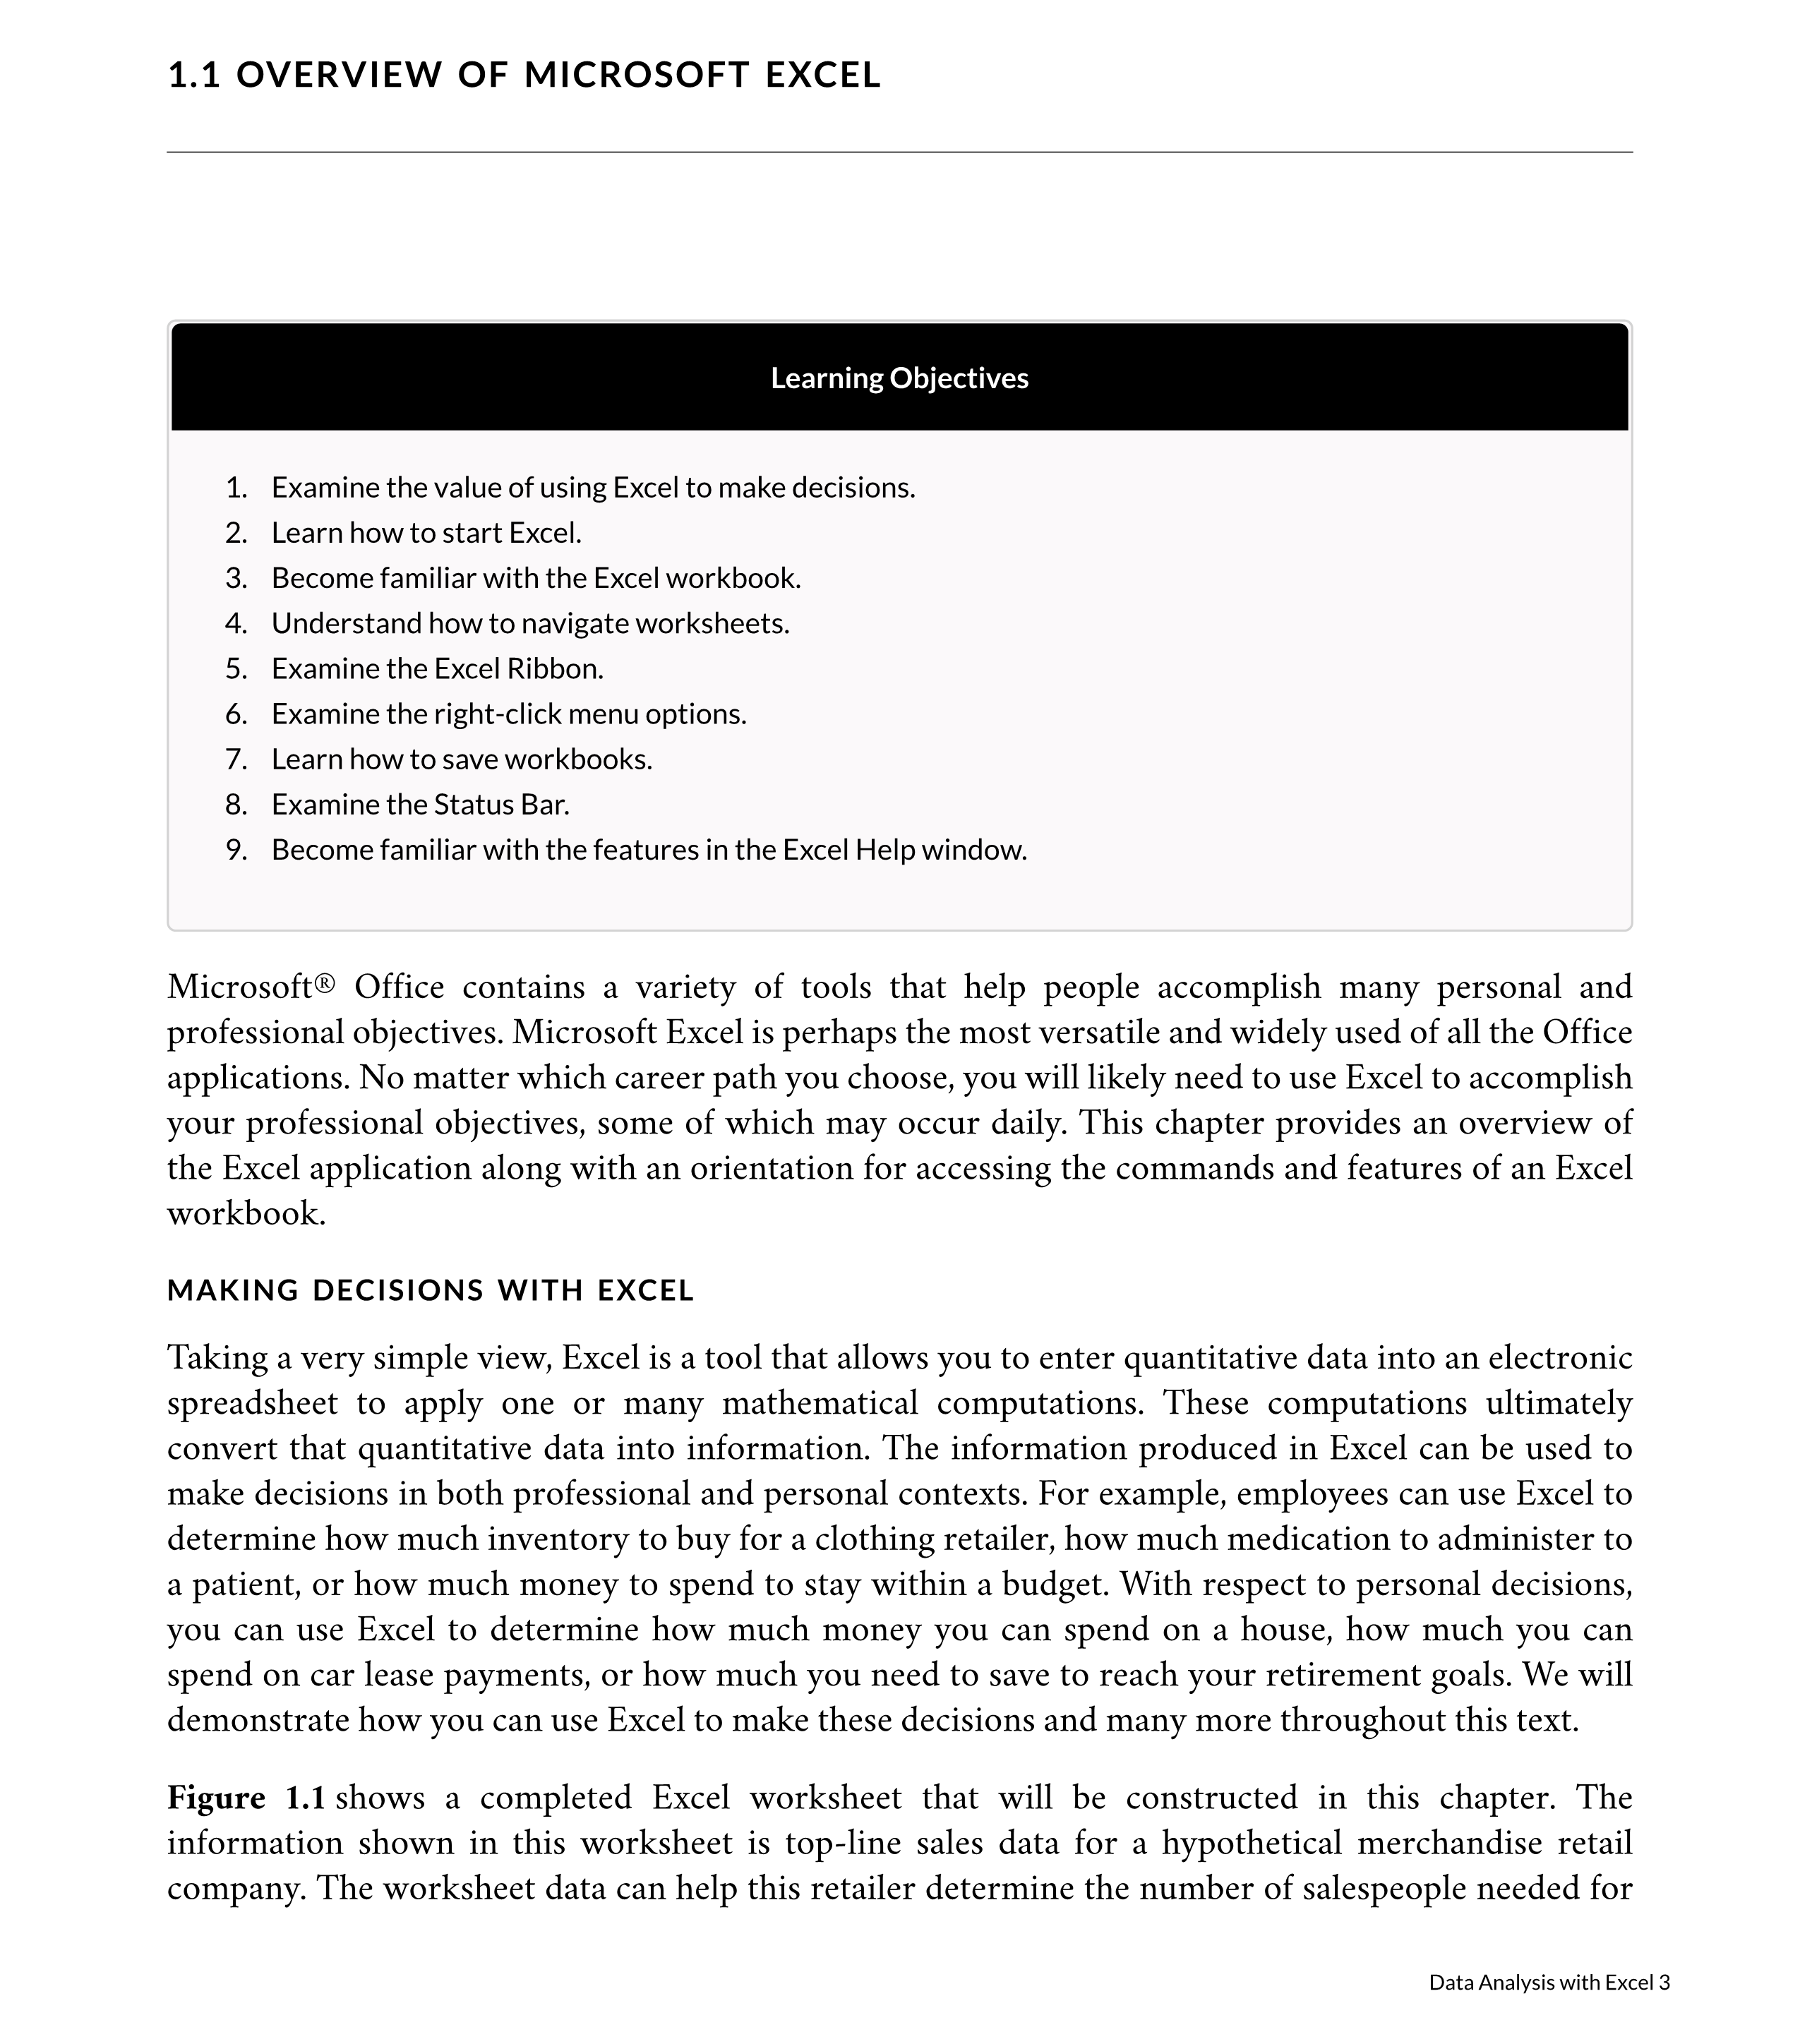 1.1 OVERVIEW OF MICROSOFT EXCEL
Learning Objectives
1. Examine the value of using Excel to make decisions.
2. Learn how to start Excel.
3. Become familiar with the Excel workbook.
4. Understand how to navigate worksheets.
5. Examine the Excel Ribbon.
6. Examine the right-click menu options.
7. Learn how to save workbooks.
8. Examine the Status Bar.
9. Become familiar with the features in the Excel Help window.
Microsoft® Office contains a variety of tools that help people accomplish many personal and
professional objectives. Microsoft Excel is perhaps the most versatile and widely used of all the Office
applications. No matter which career path you choose, you will likely need to use Excel to accomplish
your professional objectives, some of which may occur daily. This chapter provides an overview of
the Excel application along with an orientation for accessing the commands and features of an Excel
workbook.
MAKING DECISIONS WITH EXCEL
Taking a very simple view, Excel is a tool that allows you to enter quantitative data into an electronic
spreadsheet to apply one or many mathematical computations. These computations ultimately
convert that quantitative data into information. The information produced in Excel can be used to
make decisions in both professional and personal contexts. For example, employees can use Excel to
determine how much inventory to buy for a clothing retailer, how much medication to administer to
a patient, or how much money to spend to stay within a budget. With respect to personal decisions,
you can use Excel to determine how much money you can spend on a house, how much you can
spend on car lease payments, or how much you need to save to reach your retirement goals. We will
demonstrate how you can use Excel to make these decisions and many more throughout this text.
Figure 1.1 shows a completed Excel worksheet that will be constructed in this chapter. The
information shown in this worksheet is top-line sales data for a hypothetical merchandise retail
company. The worksheet data can help this retailer determine the number of salespeople needed for
Data Analysis with Excel 3